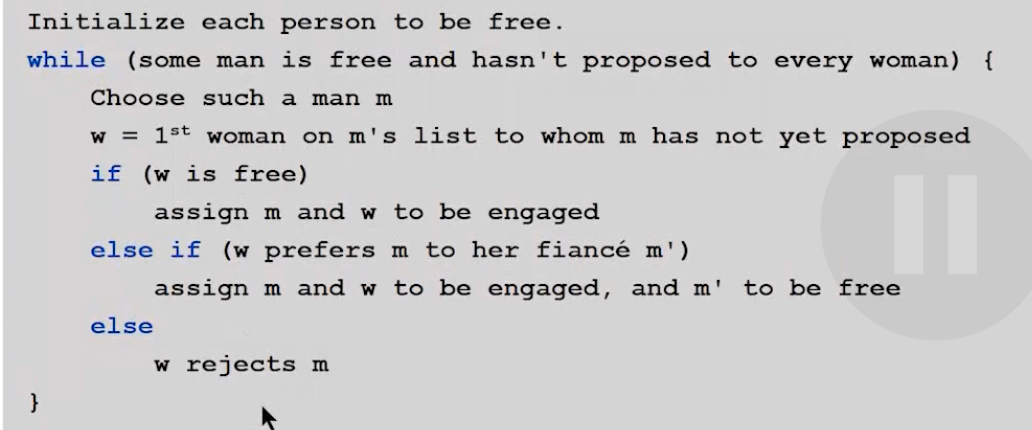 Initialize each person to be free.
while (some man is free and hasn't proposed to every woman) {
    Choose such a man m
    w = 1st woman on m's list to whom m has not yet proposed
    if (w is free)
        assign m and w to be engaged
    else if (w prefers m to her fiancé m')
        assign m and w to be engaged, and m' to be free
    else
        w rejects m
}